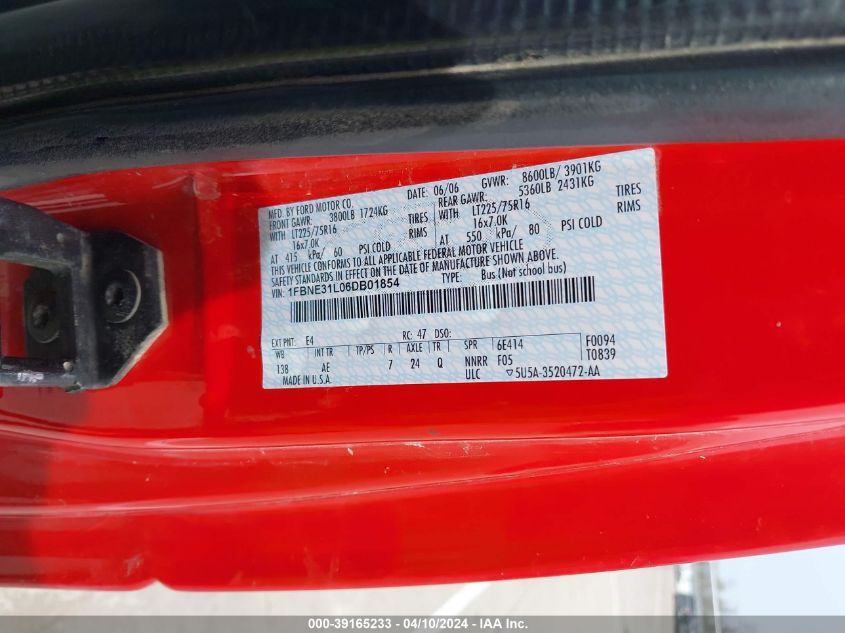 MFD. BY FORD MOTOR CO. DATE: 06/06 GVWR: 8600LB/ 3901KG
FRONT GAWR: 3800LB 1724KG REAR GAWR: 5360LB 2431KG
WITH LT225/75R16 TIRES WITH LT225/75R16 TIRES
16x7.0K RIMS 16x7.0K RIMS
AT 415 kPa/ 60 PSI COLD AT 550 kPa/ 80 PSI COLD
THIS VEHICLE CONFORMS TO ALL APPLICABLE FEDERAL MOTOR VEHICLE
SAFETY STANDARDS IN EFFECT ON THE DATE OF MANUFACTURE SHOWN ABOVE.
VIN: 1FBNE31L06DB01854 TYPE: Bus (Not school bus)
EXT PNT: E4 RC: 47 DSO: F0094
WB INT TR TP/PS R AXLE TR SPR 6E414 T0839
138 AE 7 24 Q NNRR F05
MADE IN U.S.A. ULC ▽5U5A-3520472-AA
000-39165233 - 04/10/2024 - IAA Inc.